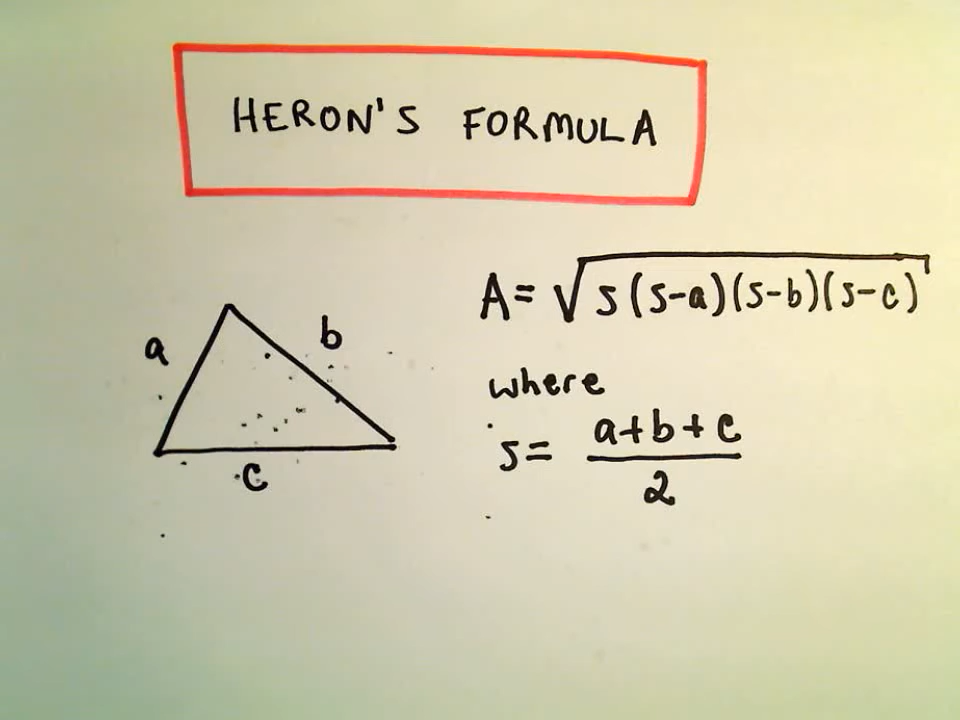 HERON'S FORMULA
A = √s(s-a)(s-b)(s-c)
a
b
c
where
s = a+b+c
2